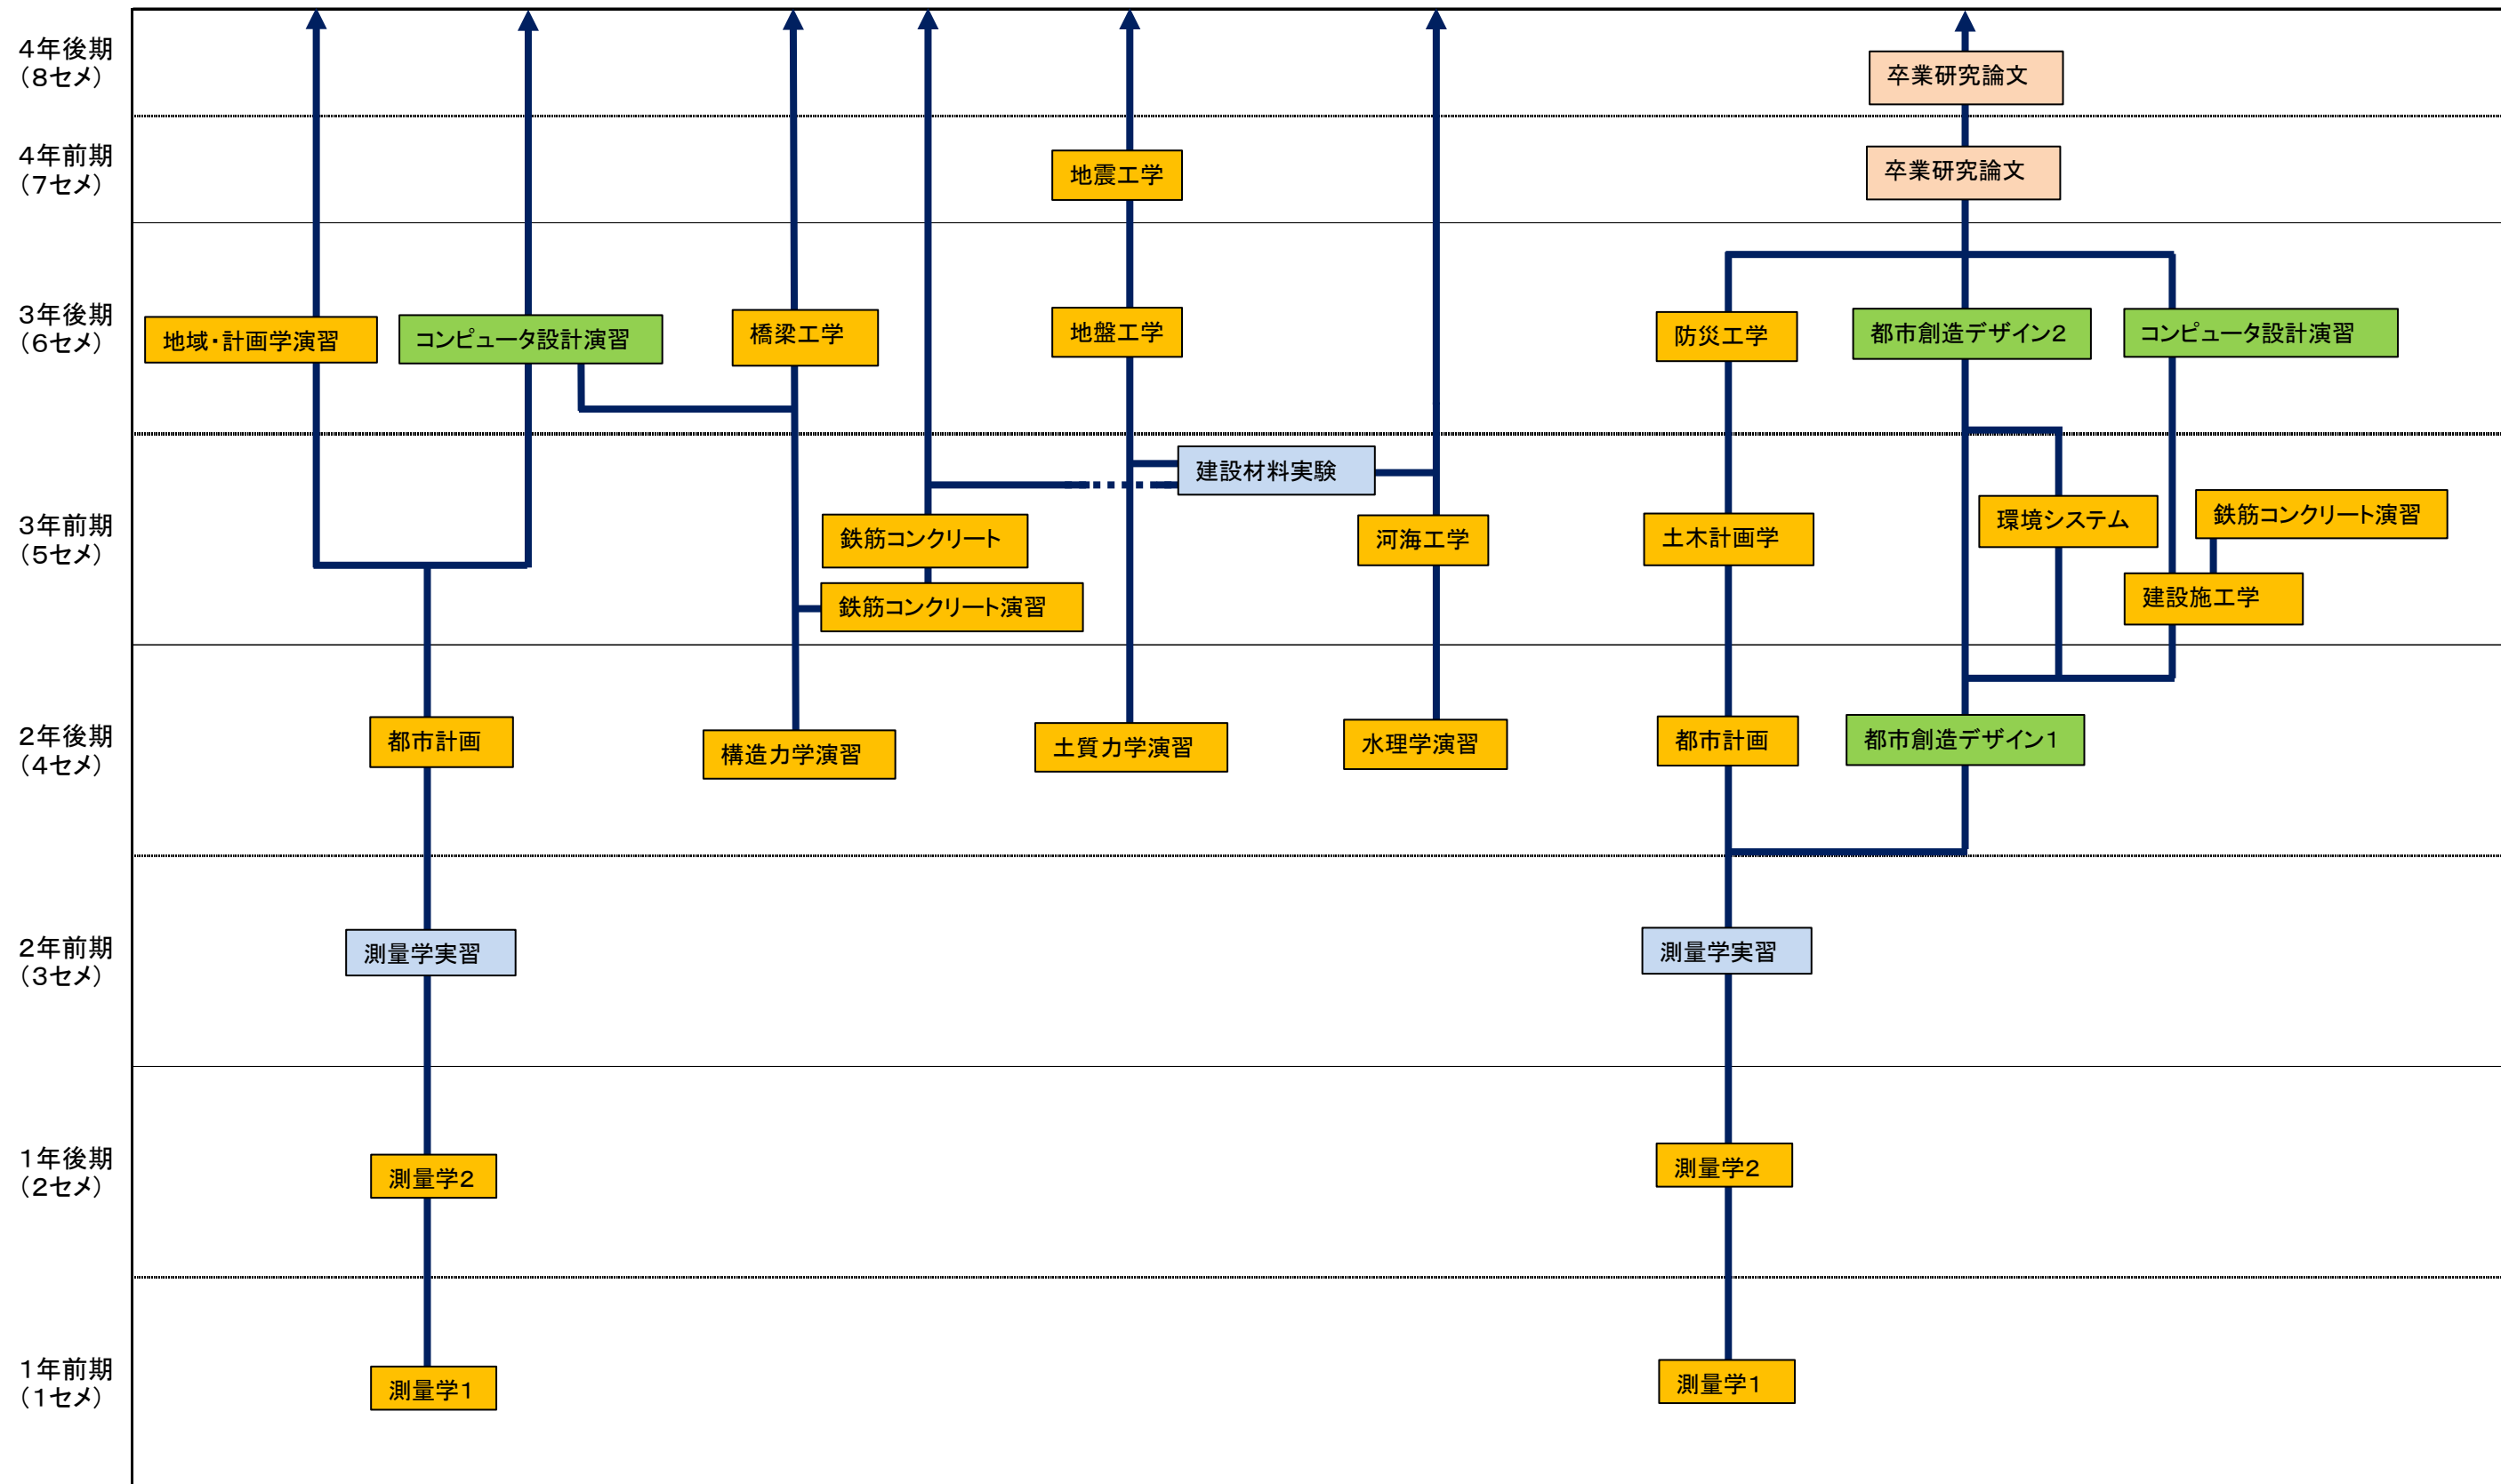 4年後期
（8セメ）
卒業研究論文
4年前期
（7セメ）
地震工学
卒業研究論文
3年後期
（6セメ）
地域・計画学演習
コンピュータ設計演習
橋梁工学
地盤工学
防災工学
都市創造デザイン2
コンピュータ設計演習
3年前期
（5セメ）
建設材料実験
鉄筋コンクリート
河海工学
土木計画学
環境システム
鉄筋コンクリート演習
鉄筋コンクリート演習
建設施工学
2年後期
（4セメ）
都市計画
構造力学演習
土質力学演習
水理学演習
都市計画
都市創造デザイン1
2年前期
（3セメ）
測量学実習
測量学実習
1年後期
（2セメ）
測量学2
測量学2
1年前期
（1セメ）
測量学1
測量学1